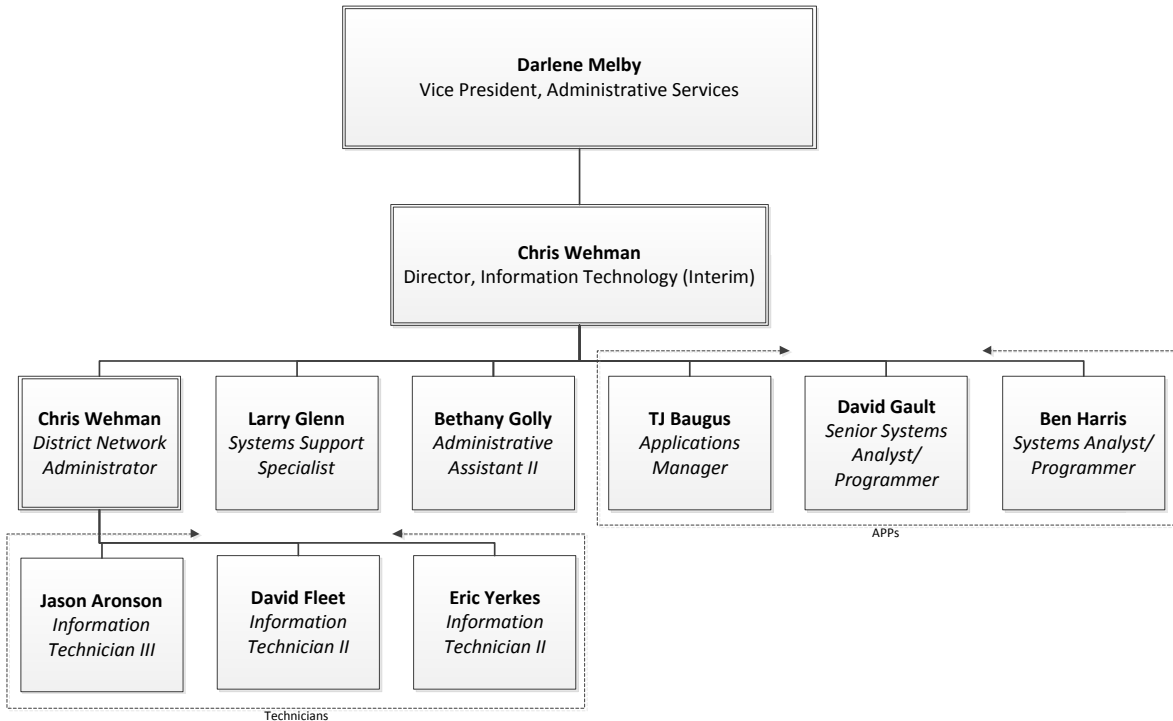 Darlene Melby
Vice President, Administrative Services
Chris Wehman
Director, Information Technology (Interim)
Chris Wehman
District Network
Administrator
Larry Glenn
Systems Support
Specialist
Bethany Golly
Administrative
Assistant II
TJ Baugus
Applications
Manager
David Gault
Senior Systems
Analyst/
Programmer
Ben Harris
Systems Analyst/
Programmer
APPs
Jason Aronson
Information
Technician III
David Fleet
Information
Technician II
Eric Yerkes
Information
Technician II
Technicians